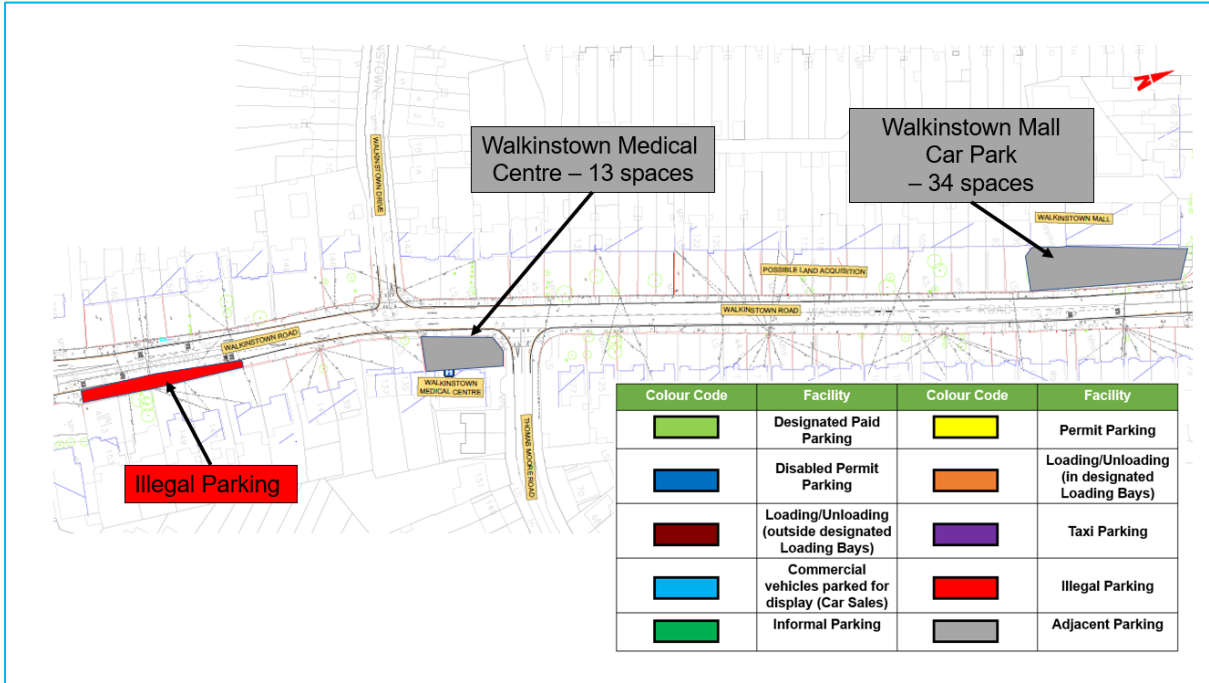 WALKINSTOWN DRIVE
Walkinstown Medical
Centre – 13 spaces
Walkinstown Mall
Car Park
– 34 spaces
N
WALKINSTOWN MALL
POSSIBLE LAND ACQUISITION
WALKINSTOWN ROAD
WALKINSTOWN ROAD
ROAD
WALKINSTOWN
MEDICAL CENTRE
THOMAS MOORE ROAD
Illegal Parking
Colour Code Facility Colour Code Facility
Designated Paid
Parking
Permit Parking
Disabled Permit
Parking
Loading/Unloading
(in designated
Loading Bays)
Loading/Unloading
(outside designated
Loading Bays)
Taxi Parking
Commercial
vehicles parked for
display (Car Sales)
Illegal Parking
Informal Parking
Adjacent Parking